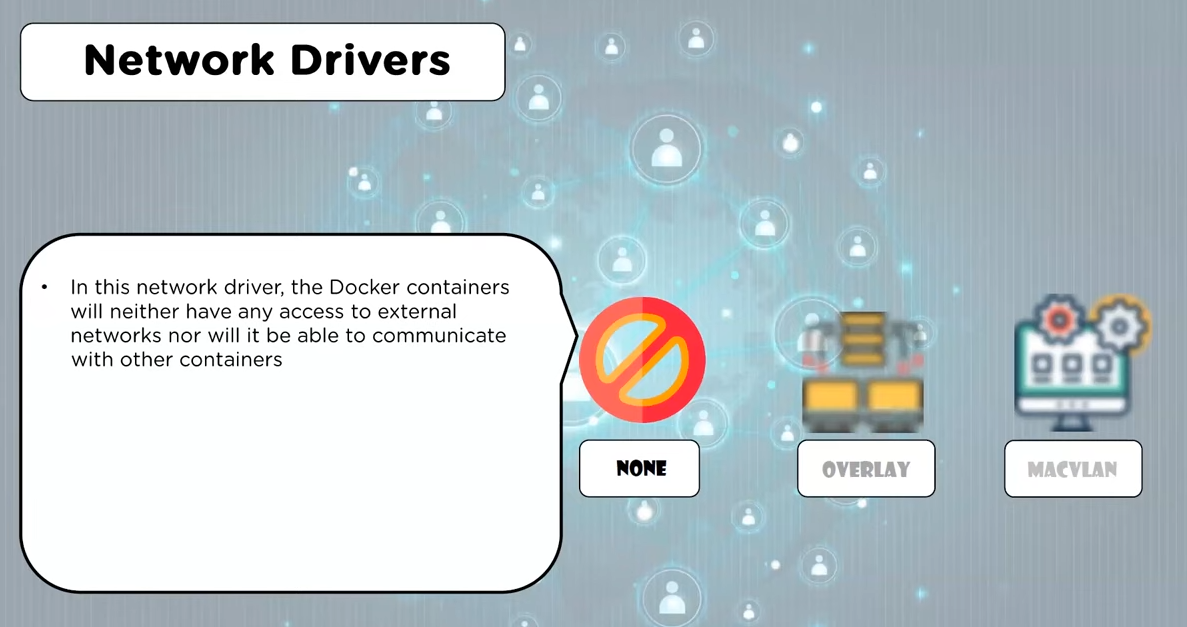 Network Drivers
• In this network driver, the Docker containers
will neither have any access to external
networks nor will it be able to communicate
with other containers
NONE
OVERLAY
MACVLAN